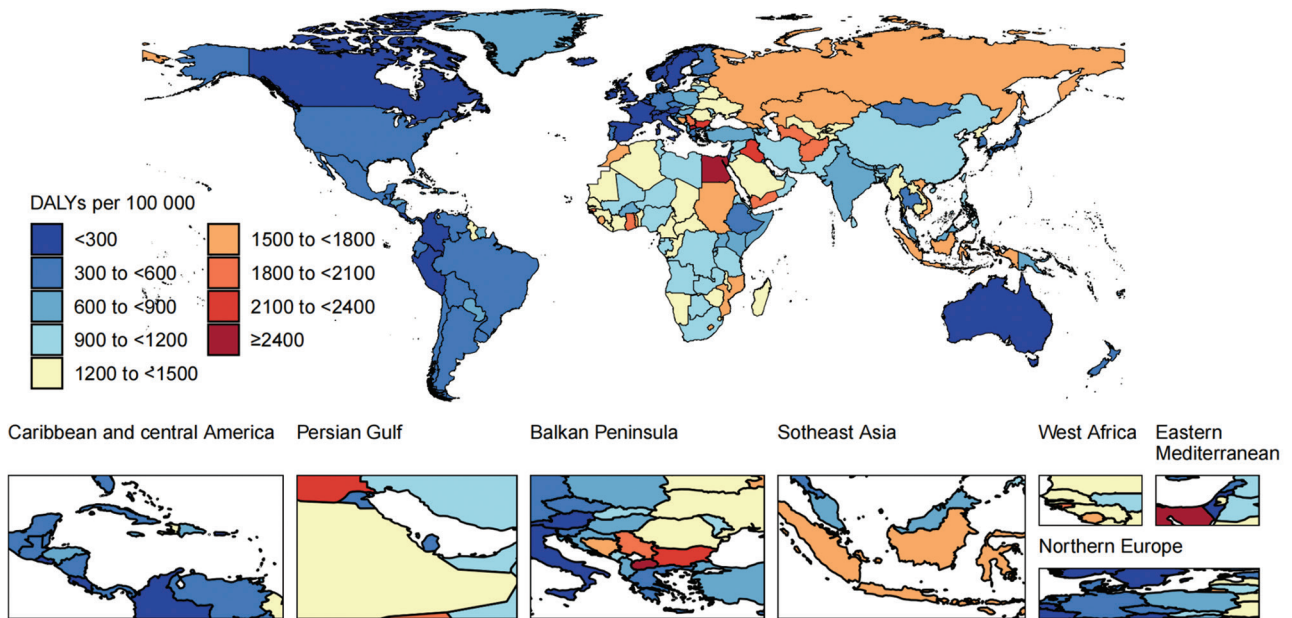 DALYs per 100 000
<300
300 to <600
600 to <900
900 to <1200
1200 to <1500
1500 to <1800
1800 to <2100
2100 to <2400
≥2400
Caribbean and central America
Persian Gulf
Balkan Peninsula
Sotheast Asia
West Africa
Eastern
Mediterranean
Northern Europe